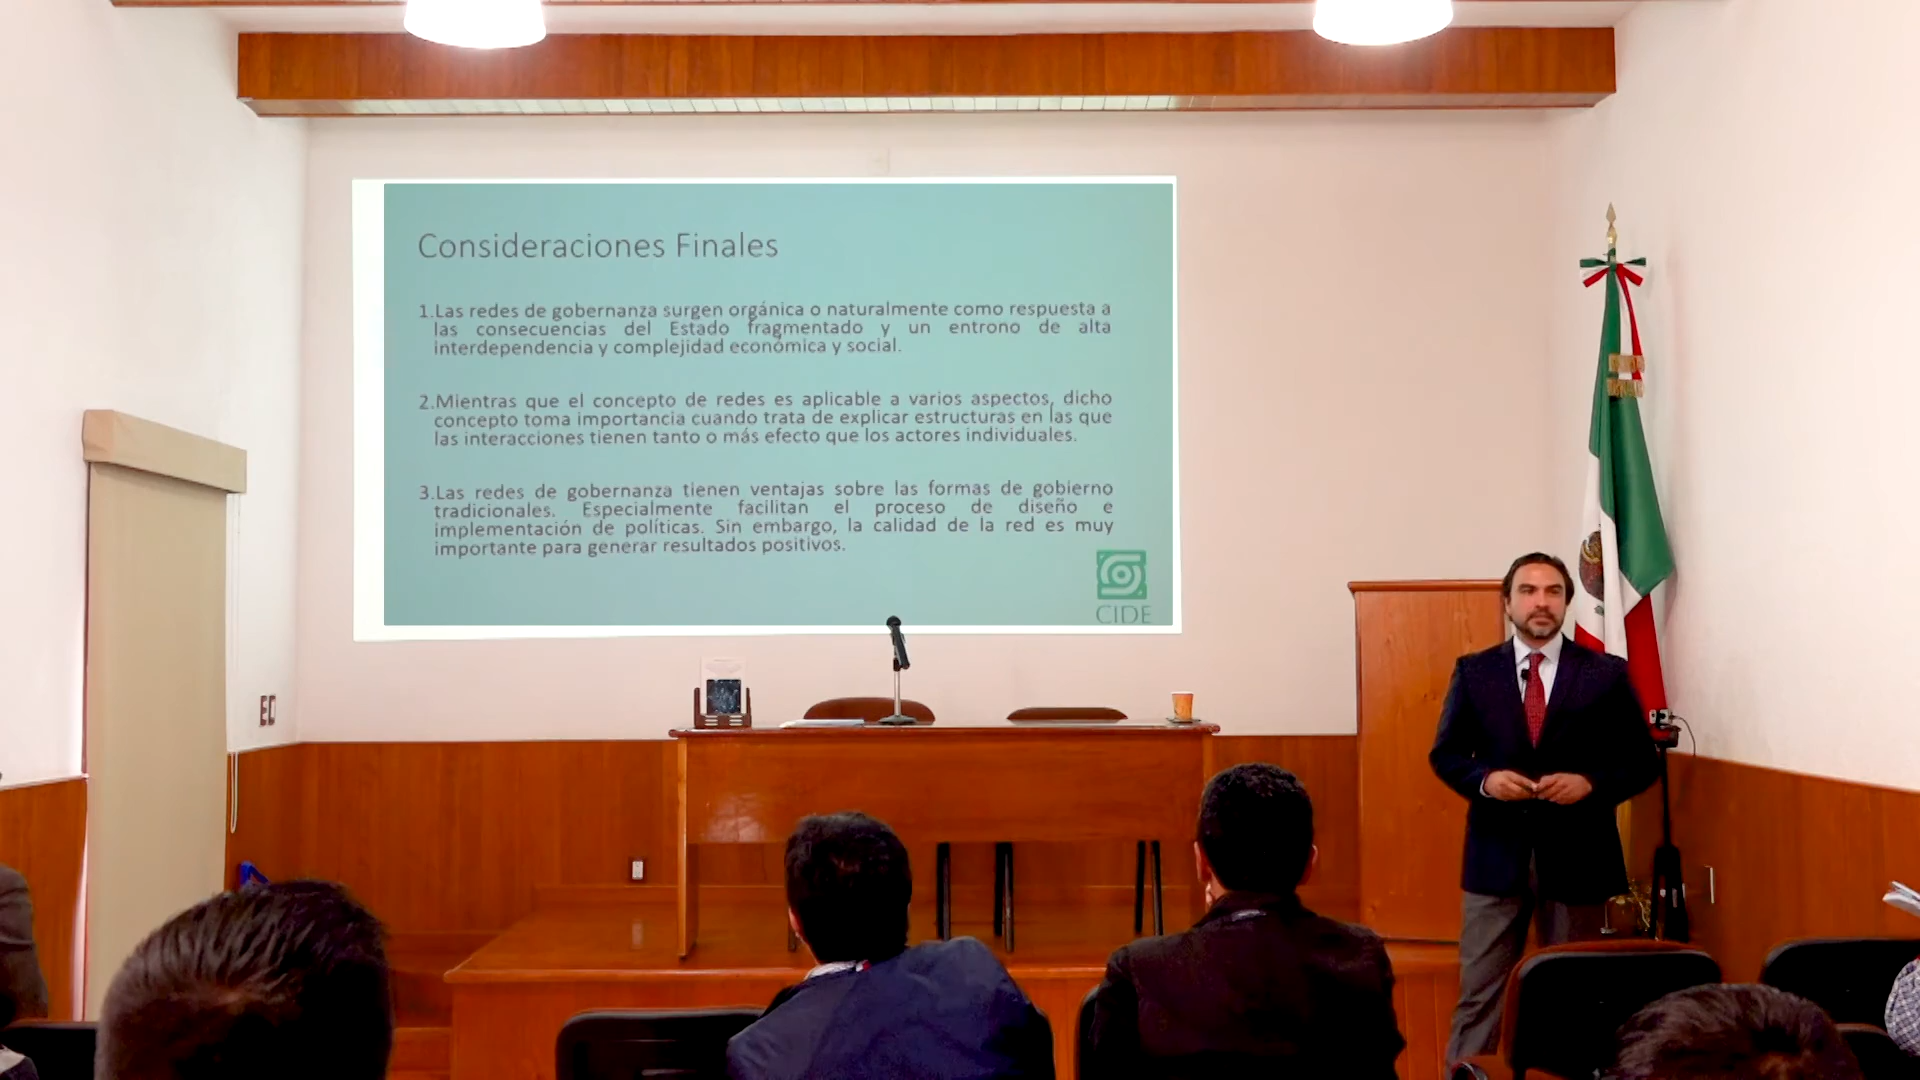 Consideraciones Finales
1.Las redes de gobernanza surgen orgánica o naturalmente como respuesta a
las consecuencias del Estado fragmentado y un entrono de alta
interdependencia y complejidad económica y social.
2.Mientras que el concepto de redes es aplicable a varios aspectos, dicho
concepto toma importancia cuando trata de explicar estructuras en las que
las interacciones tienen tanto o más efecto que los actores individuales.
3.Las redes de gobernanza tienen ventajas sobre las formas de gobierno
tradicionales. Especialmente facilitan el proceso de diseño e
implementación de políticas. Sin embargo, la calidad de la red es muy
importante para generar resultados positivos.
CIDE